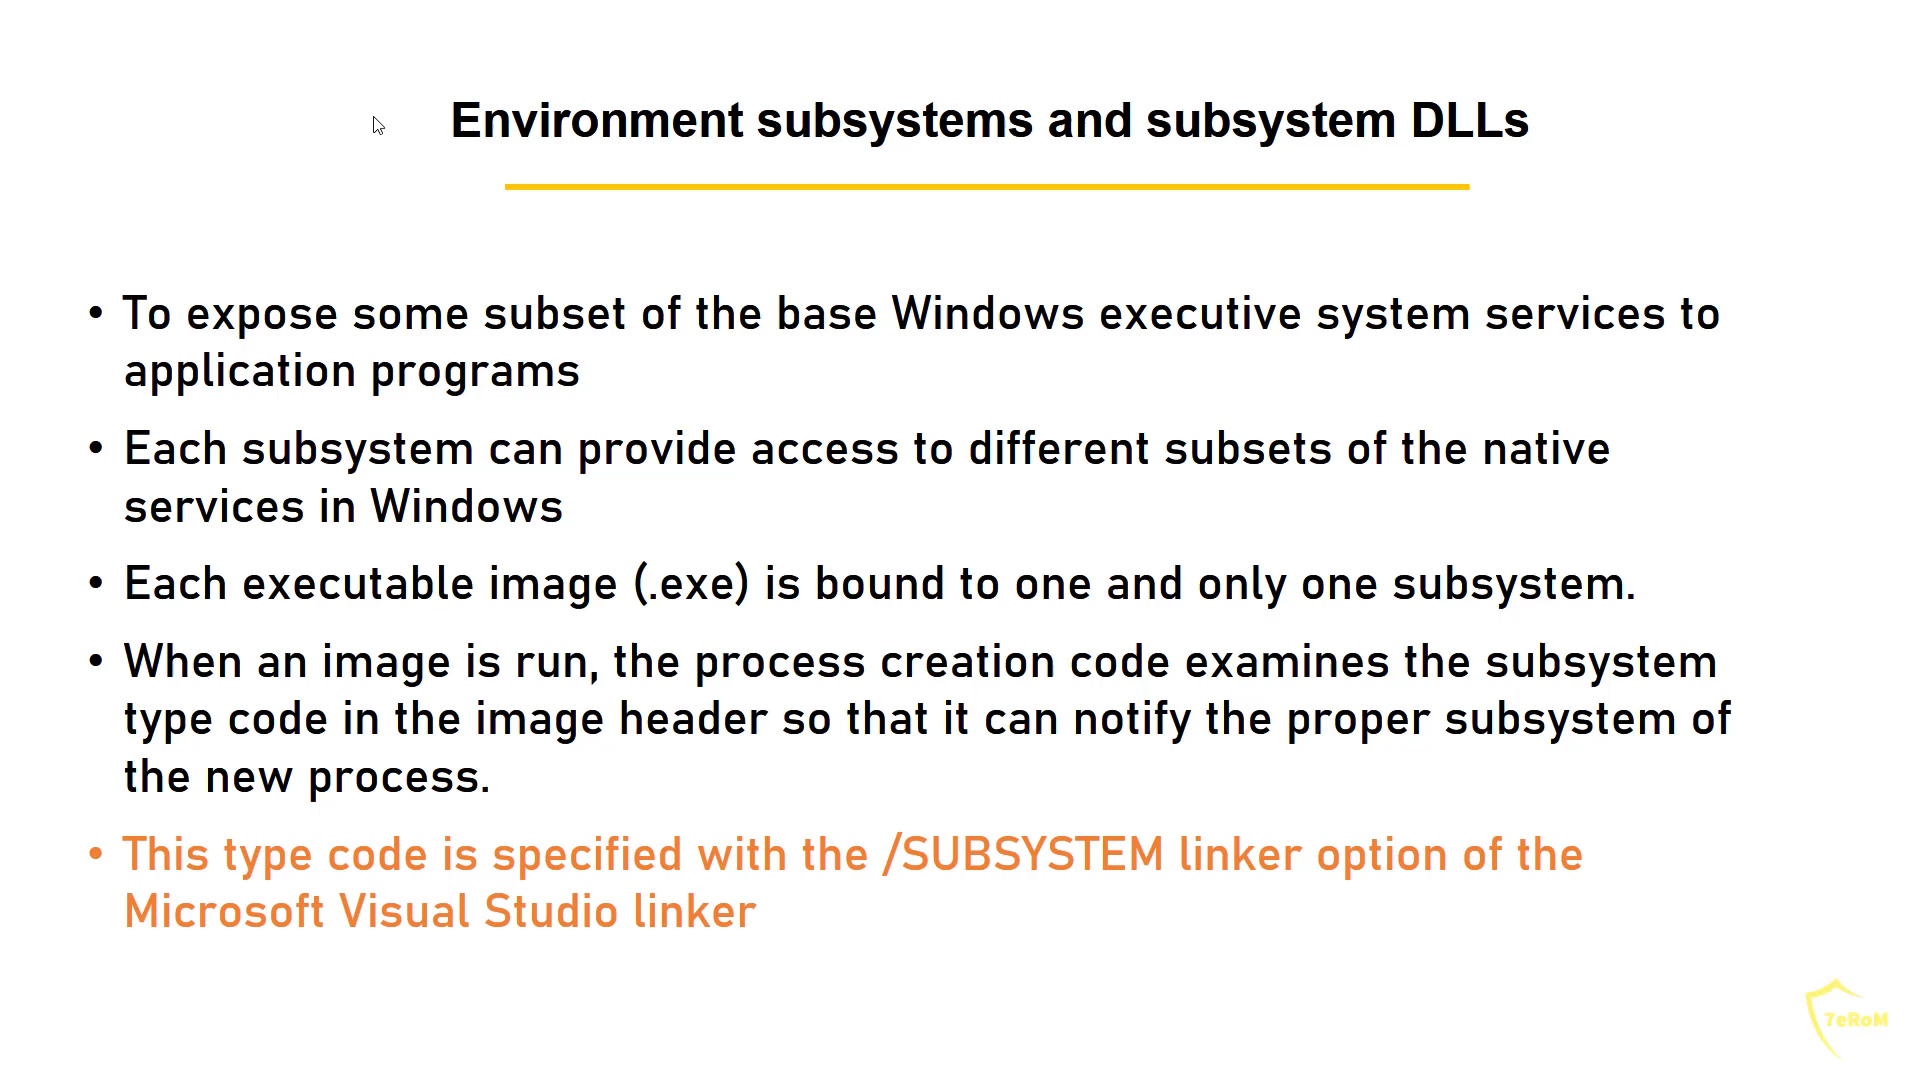 Environment subsystems and subsystem DLLs
• To expose some subset of the base Windows executive system services to
application programs
• Each subsystem can provide access to different subsets of the native
services in Windows
• Each executable image (.exe) is bound to one and only one subsystem.
• When an image is run, the process creation code examines the subsystem
type code in the image header so that it can notify the proper subsystem of
the new process.
• This type code is specified with the /SUBSYSTEM linker option of the
Microsoft Visual Studio linker
7eRoM